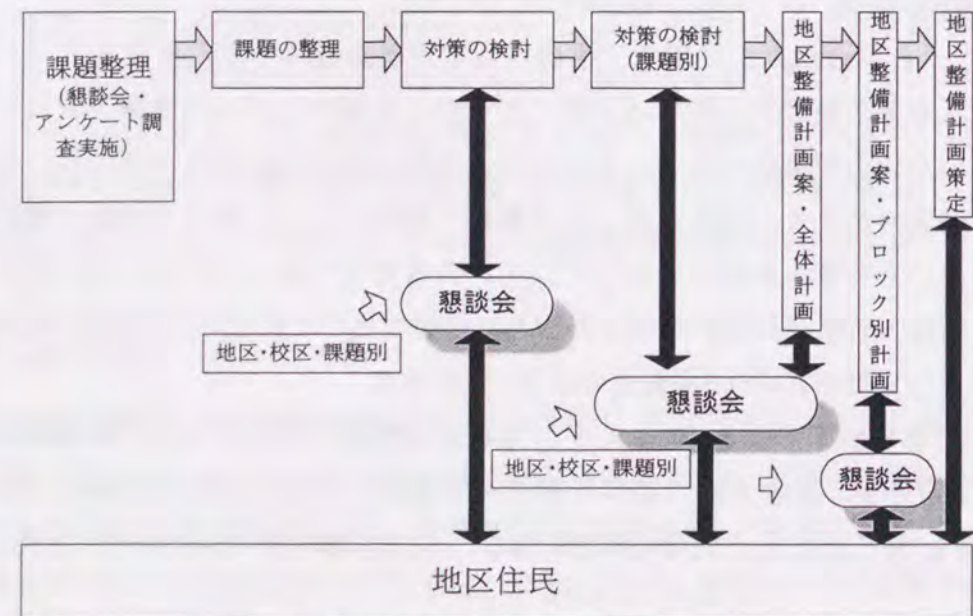 課題整理
(懇談会・
アンケート調
査実施)
課題の整理
対策の検討
対策の検討
(課題別)
地区整備計画案・全体計画
地区整備計画案・ブロック別計画
地区整備計画策定
懇談会
地区・校区・課題別
懇談会
地区・校区・課題別
懇談会
地区住民